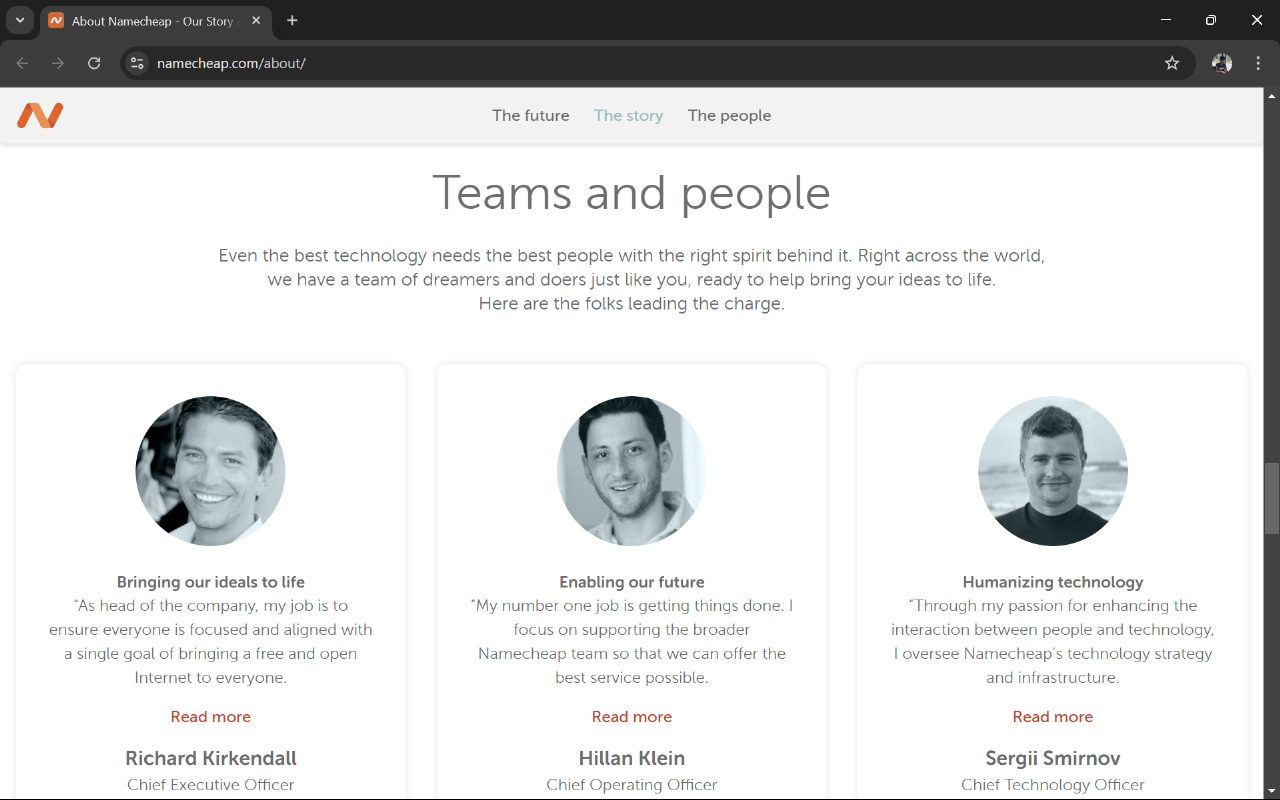 About Namecheap - Our Story
namecheap.com/about/
The future
The story
The people
Teams and people
Even the best technology needs the best people with the right spirit behind it. Right across the world,
we have a team of dreamers and doers just like you, ready to help bring your ideas to life.
Here are the folks leading the charge.
Bringing our ideals to life
“As head of the company, my job is to
ensure everyone is focused and aligned with
a single goal of bringing a free and open
Internet to everyone.
Read more
Richard Kirkendall
Chief Executive Officer
Enabling our future
“My number one job is getting things done. I
focus on supporting the broader
Namecheap team so that we can offer the
best service possible.
Read more
Hillan Klein
Chief Operating Officer
Humanizing technology
“Through my passion for enhancing the
interaction between people and technology,
I oversee Namecheap's technology strategy
and infrastructure.
Read more
Sergii Smirnov
Chief Technology Officer